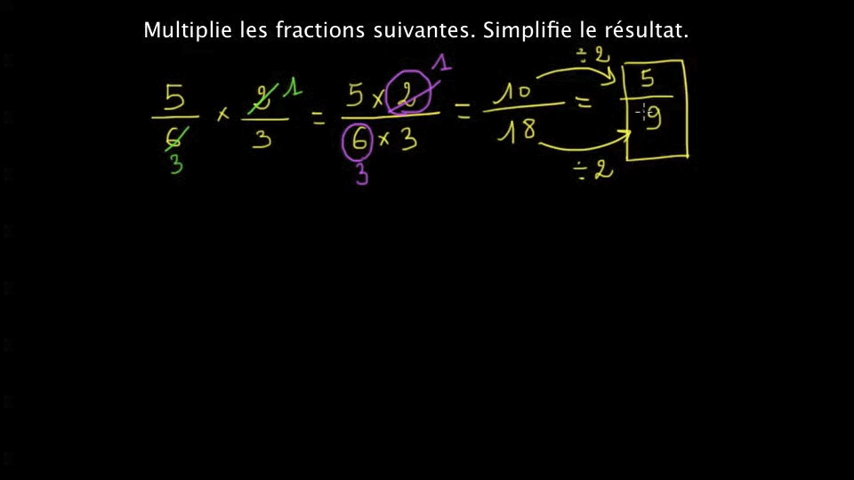 Multiplie les fractions suivantes. Simplifie le résultat.
÷2
1
5 × 2 1 = 5 × 2 = 10 = 5
6 3 6 × 3 18 9
3 3 ÷2